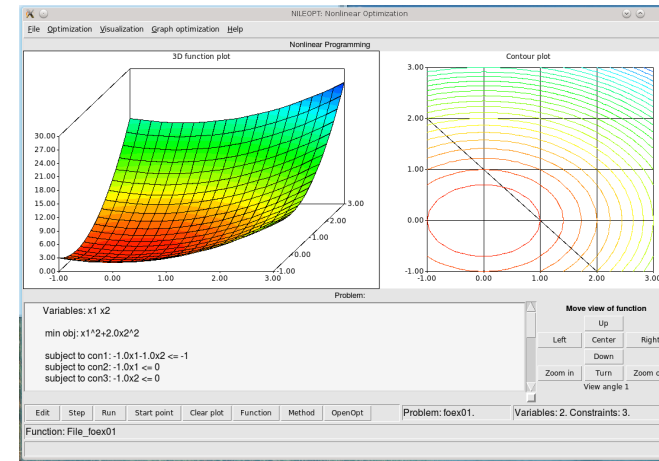 NILEOPT: Nonlinear Optimization
File Optimization Visualization Graph optimization Help
Nonlinear Programming
3D function plot
30.00
27.00
24.00
21.00
18.00
15.00
12.00
9.00
6.00
3.00
0.00
-1.00 0.00 1.00 2.00 3.00
-1.00
0.00
1.00
2.00
3.00
Contour plot
3.00
2.00
1.00
0.00
-1.00
-1.00 0.00 1.00 2.00 3.00
Problem:
Variables: x1 x2
min obj: x1^2+2.0x2^2
subject to con1: -1.0x1-1.0x2 <= -1
subject to con2: -1.0x1 <= 0
subject to con3: -1.0x2 <= 0
Move view of function
Up
Left Center Right
Down
Zoom in Turn Zoom o
View angle 1
Edit Step Run Start point Clear plot Function Method OpenOpt Problem: foex01. Variables: 2. Constraints: 3.
Function: File_foex01